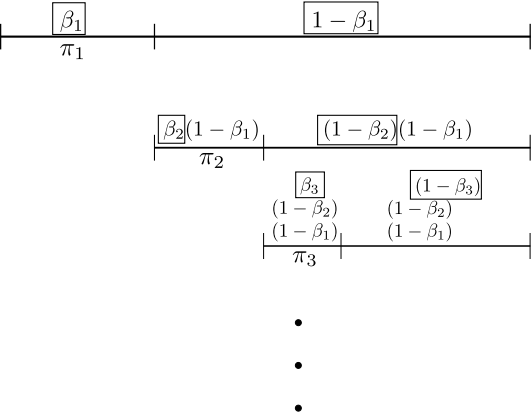 β₁ 1 − β₁
π₁
β₂(1 − β₁) (1 − β₂)(1 − β₁)
π₂
β₃ (1 − β₃)
(1 − β₂) (1 − β₂)
(1 − β₁) (1 − β₁)
π₃